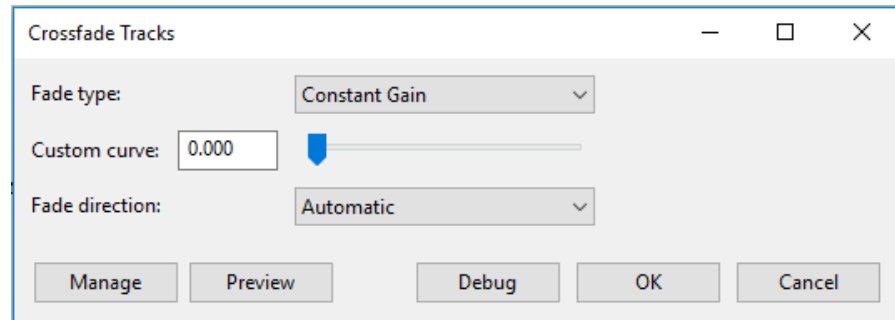 Crossfade Tracks
Fade type: Constant Gain
Custom curve: 0.000
Fade direction: Automatic
Manage Preview Debug OK Cancel